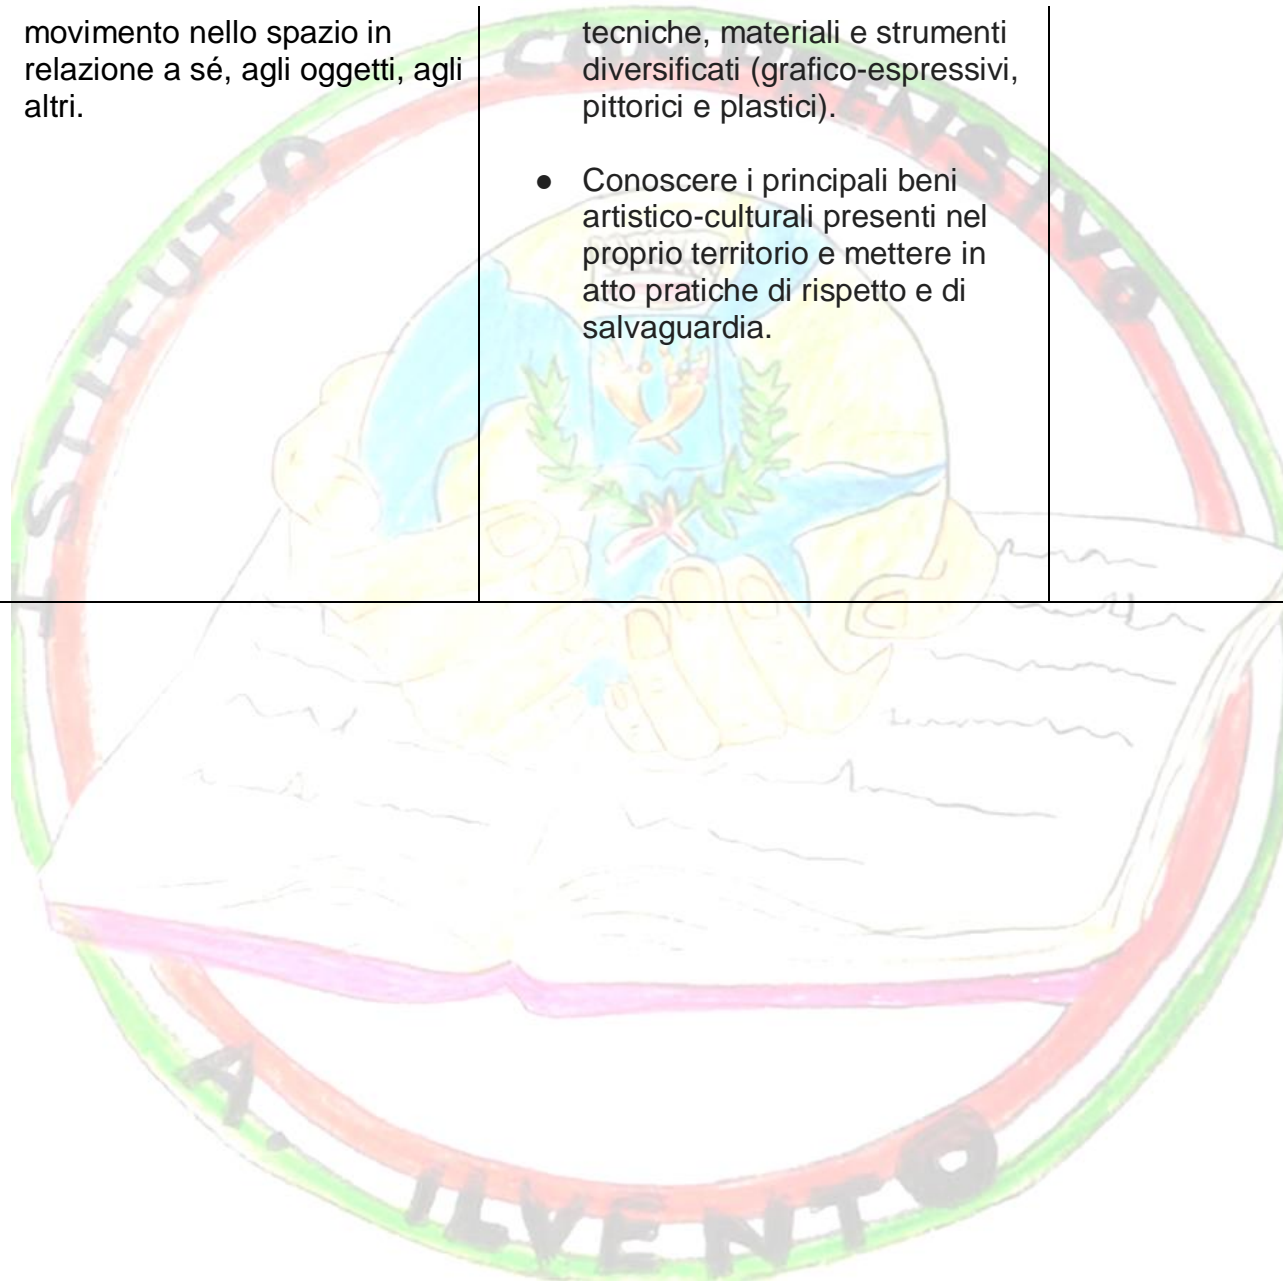 movimento nello spazio in
relazione a sé, agli oggetti, agli
altri.
tecniche, materiali e strumenti
diversificati (grafico-espressivi,
pittorici e plastici).
● Conoscere i principali beni
artistico-culturali presenti nel
proprio territorio e mettere in
atto pratiche di rispetto e di
salvaguardia.
ISTITUTO COMPRENSIVO
A. ILVENTO